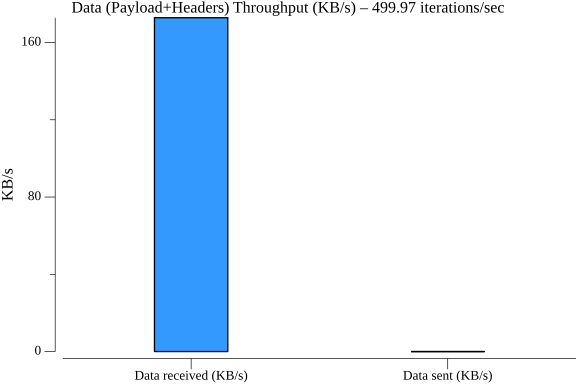 Data (Payload+Headers) Throughput (KB/s) – 499.97 iterations/sec
160
KB/s
80
0
Data received (KB/s)
Data sent (KB/s)